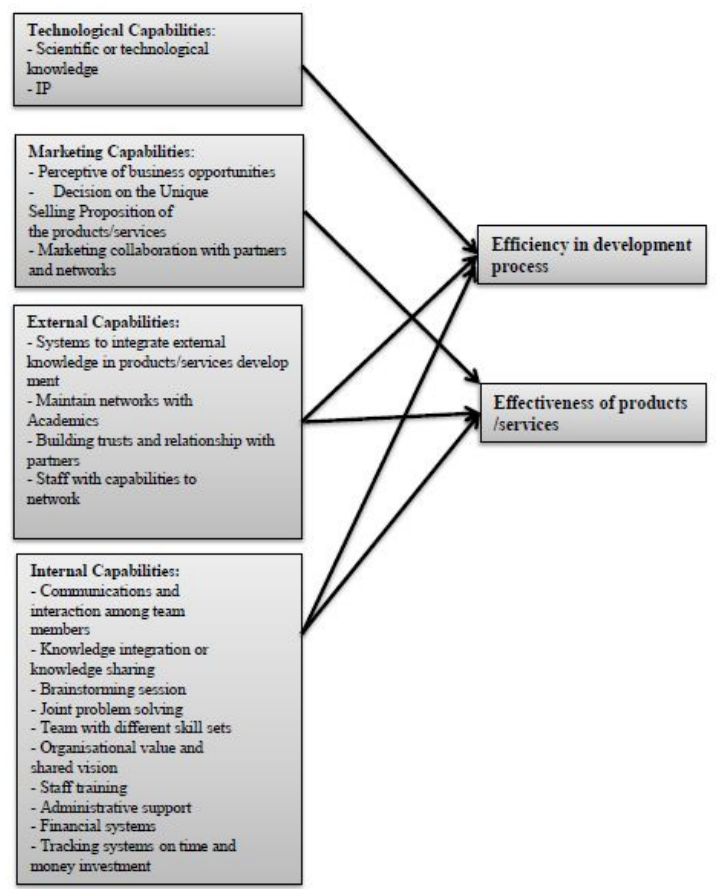 Technological Capabilities:
- Scientific or technological
knowledge
- IP
Marketing Capabilities:
- Perceptive of business opportunities
- Decision on the Unique
Selling Proposition of
the products/services
- Marketing collaboration with partners
and networks
External Capabilities:
- Systems to integrate external
knowledge in products/services develop
ment
- Maintain networks with
Academics
- Building trusts and relationship with
partners
- Staff with capabilities to
network
Internal Capabilities:
- Communications and
interaction among team
members
- Knowledge integration or
knowledge sharing
- Brainstorming session
- Joint problem solving
- Team with different skill sets
- Organisational value and
shared vision
- Staff training
- Administrative support
- Financial systems
- Tracking systems on time and
money investment
Efficiency in development
process
Effectiveness of products
/services